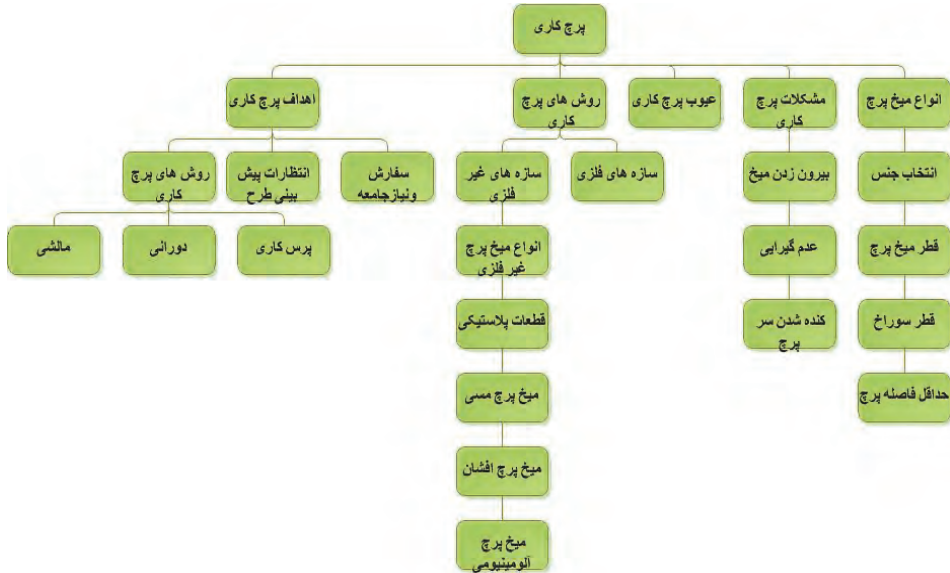 پرچ کاری
انواع میخ پرچ
مشکلات پرچ
کاری
عیوب پرچ کاری
روش های پرچ
کاری
اهداف پرچ کاری
انتخاب جنس
بیرون زدن میخ
سازه های فلزی
سازه های غیر
فلزی
سفارش
ونیازجامعه
انتظارات پیش
بینی طرح
روش های پرچ
کاری
قطر میخ پرچ
عدم گیرایی
انواع میخ پرچ
غیر فلزی
پرس کاری
دورانی
مالشی
قطر سوراخ
کنده شدن سر
پرچ
قطعات پلاستیکی
حداقل فاصله پرچ
میخ پرچ مسی
میخ پرچ افشان
میخ پرچ
آلومینیومی